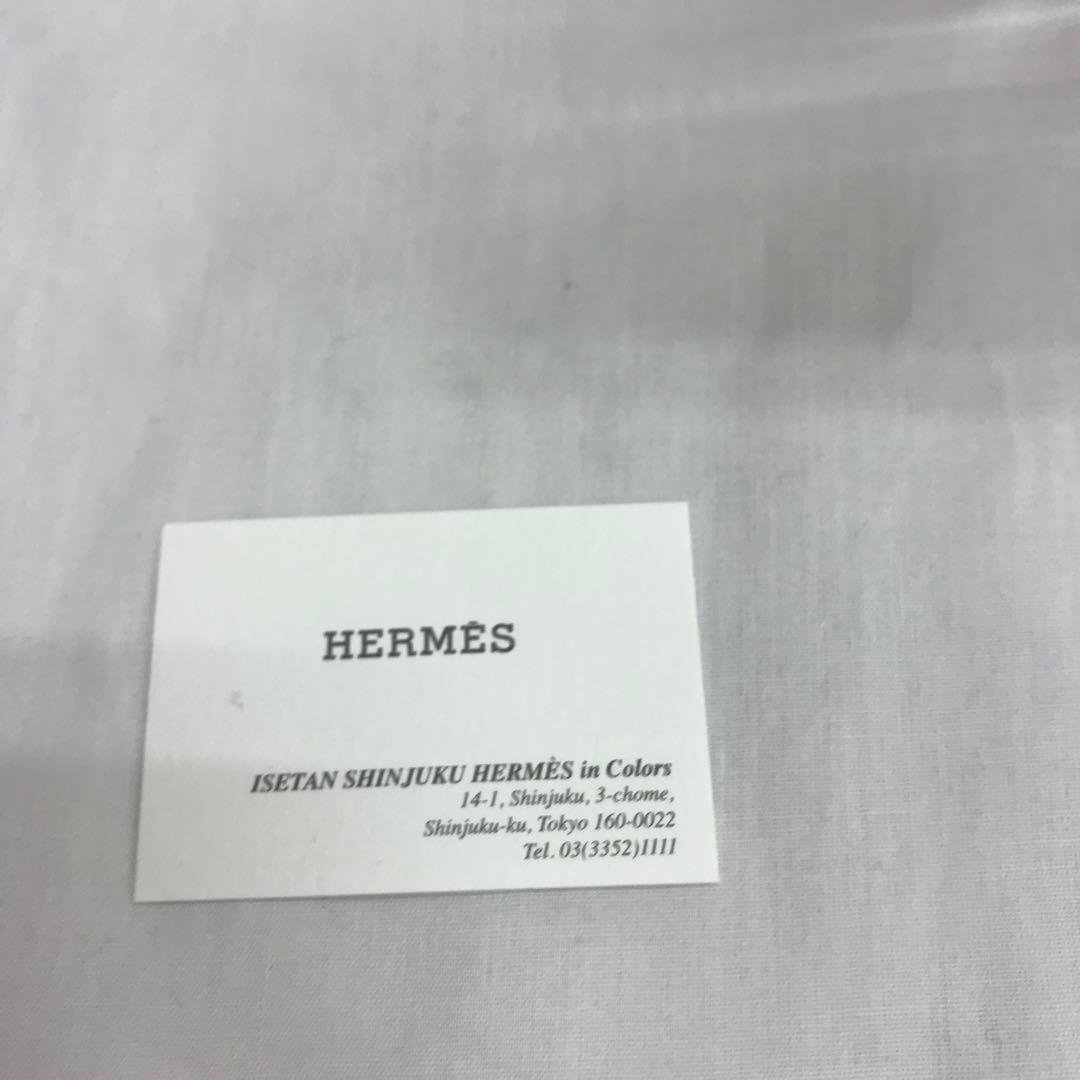 HERMÈS
ISETAN SHINJUKU HERMÈS in Colors
14-1, Shinjuku, 3-chome,
Shinjuku-ku, Tokyo 160-0022
Tel. 03(3352)1111